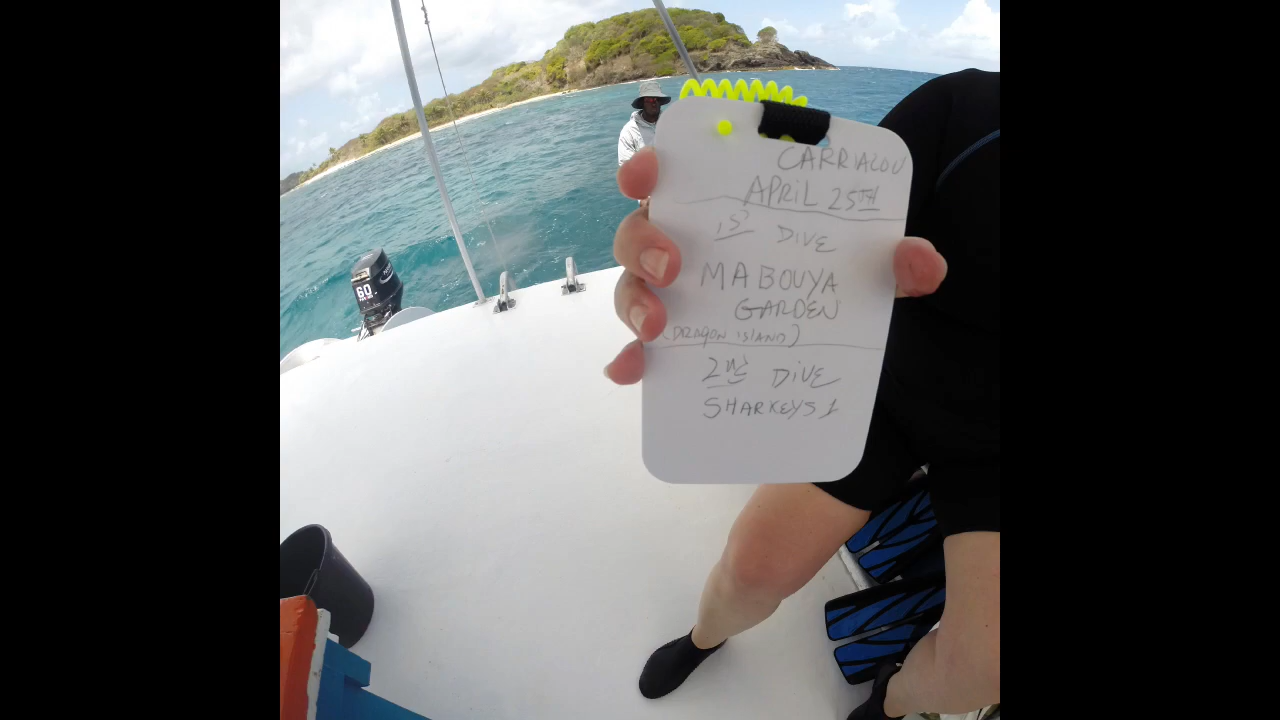 CARRIACOU
APRIL 25TH
1ST DIVE
MABOUYA
GARDEN
(DRAGON ISLAND)
2ND DIVE
SHARKEYS 1
60